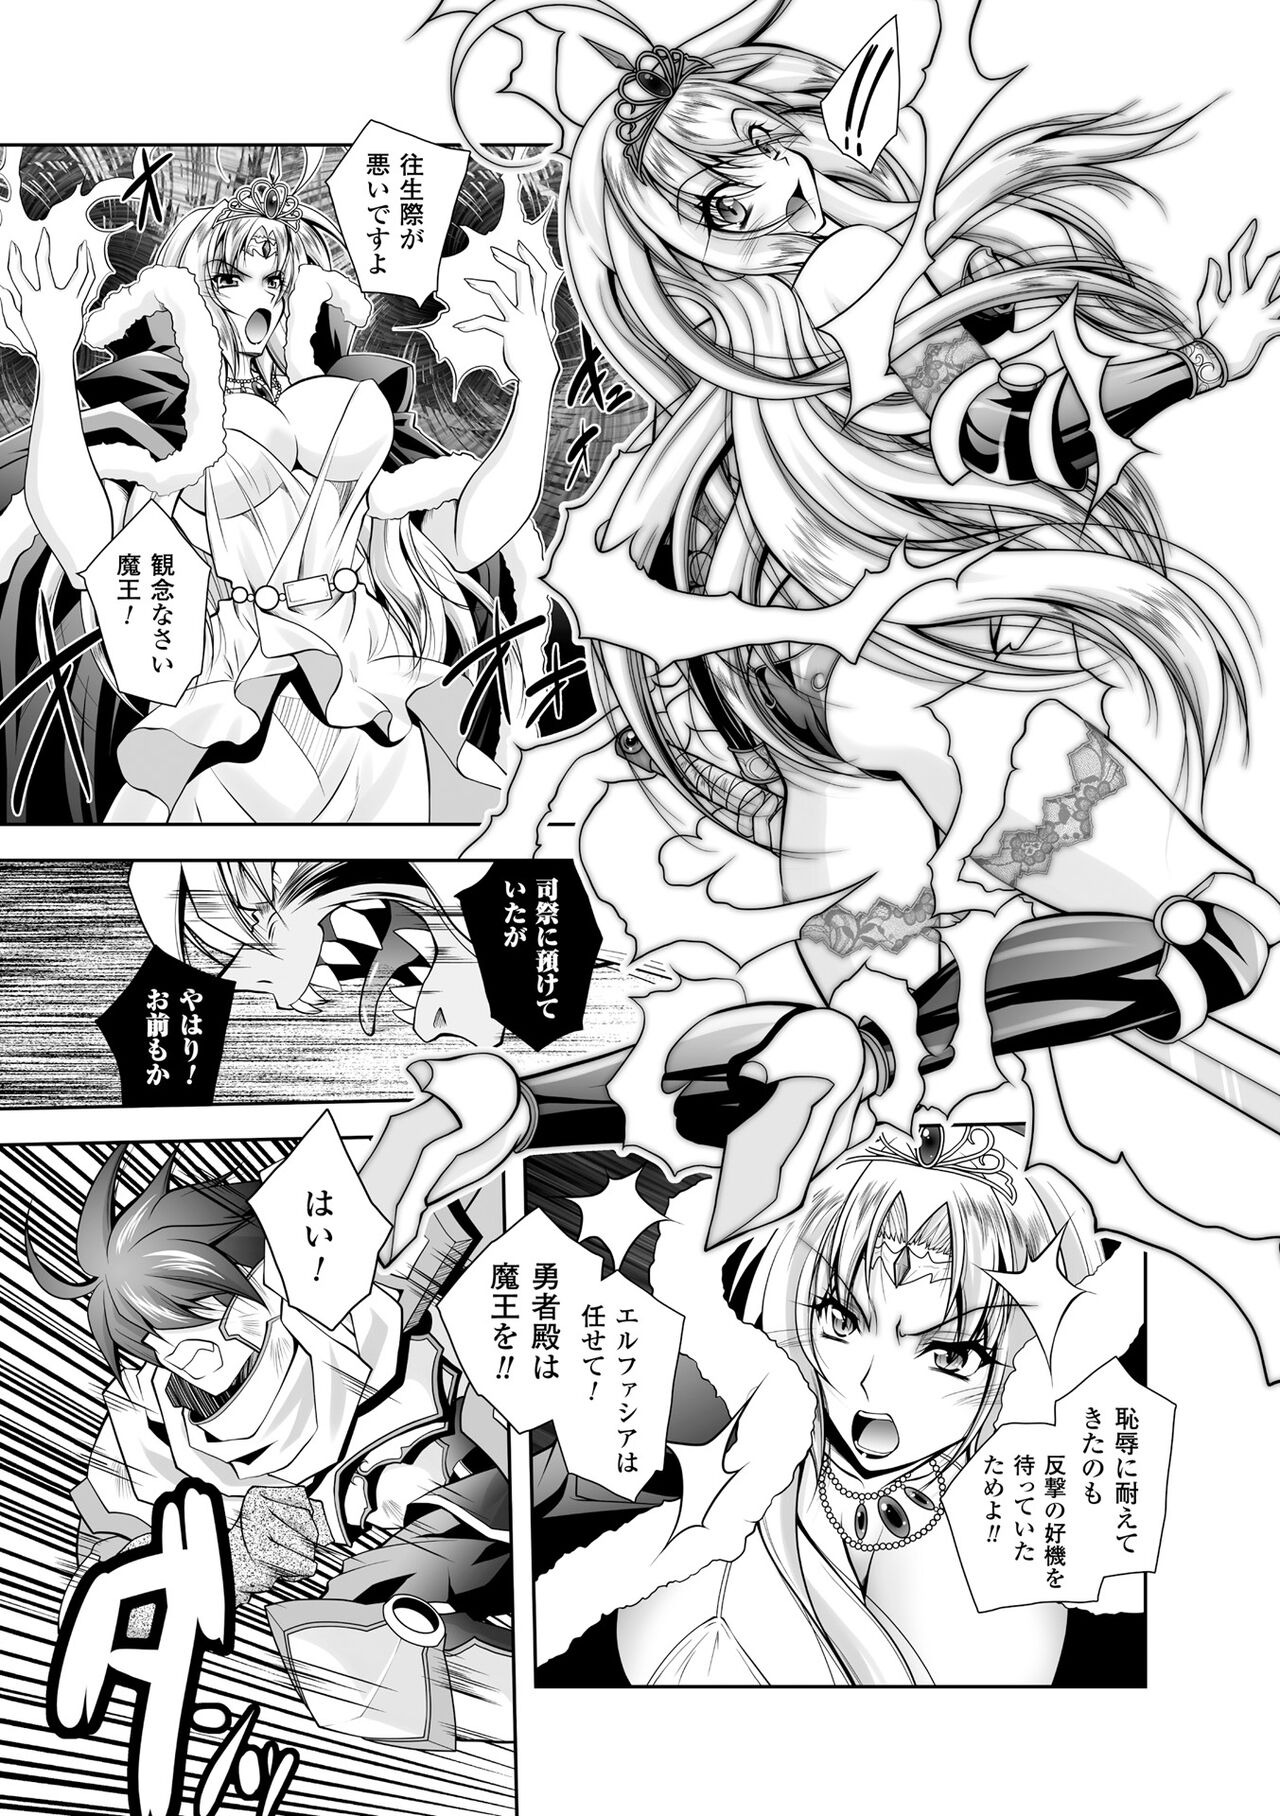 ！！
往生際が
悪いですよ
観念なさい
魔王！
司祭に預けて
いたが
やはり！
お前もか
恥辱に耐えて
きたのも
反撃の好機を
待っていた
ためよ!!
エルファシアは
任せて！
勇者殿は
魔王を!!
はい！
ダンッ